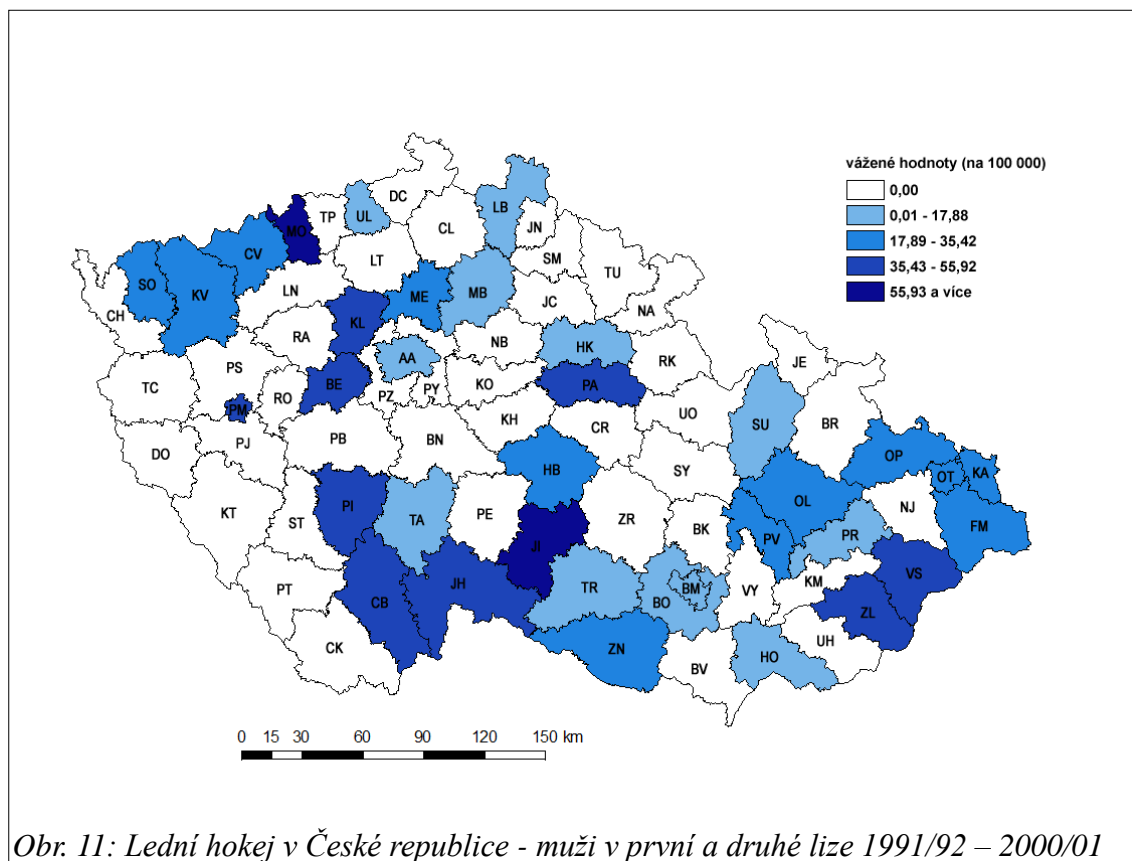 vážené hodnoty (na 100 000)
0,00
0,01 - 17,88
17,89 - 35,42
35,43 - 55,92
55,93 a více
DC
LB
TP
UL
MO
CL
JN
CV
LT
SM
TU
SO
KV
LN
ME
MB
JC
NA
CH
KL
RA
NB
HK
RK
JE
AA
PS
TC
BE
PA
KO
PZ
PY
RO
PM
UO
SU
BR
KH
CR
DO
PJ
PB
BN
SY
OP
HB
KA
OT
OL
KT
ST
PI
TA
PE
ZR
BK
NJ
FM
PV
PR
JI
VS
PT
CB
JH
TR
BO
BM
VY
KM
ZL
CK
ZN
BV
HO
UH
0 15 30 60 90 120 150 km
Obr. 11: Lední hokej v České republice - muži v první a druhé lize 1991/92 – 2000/01